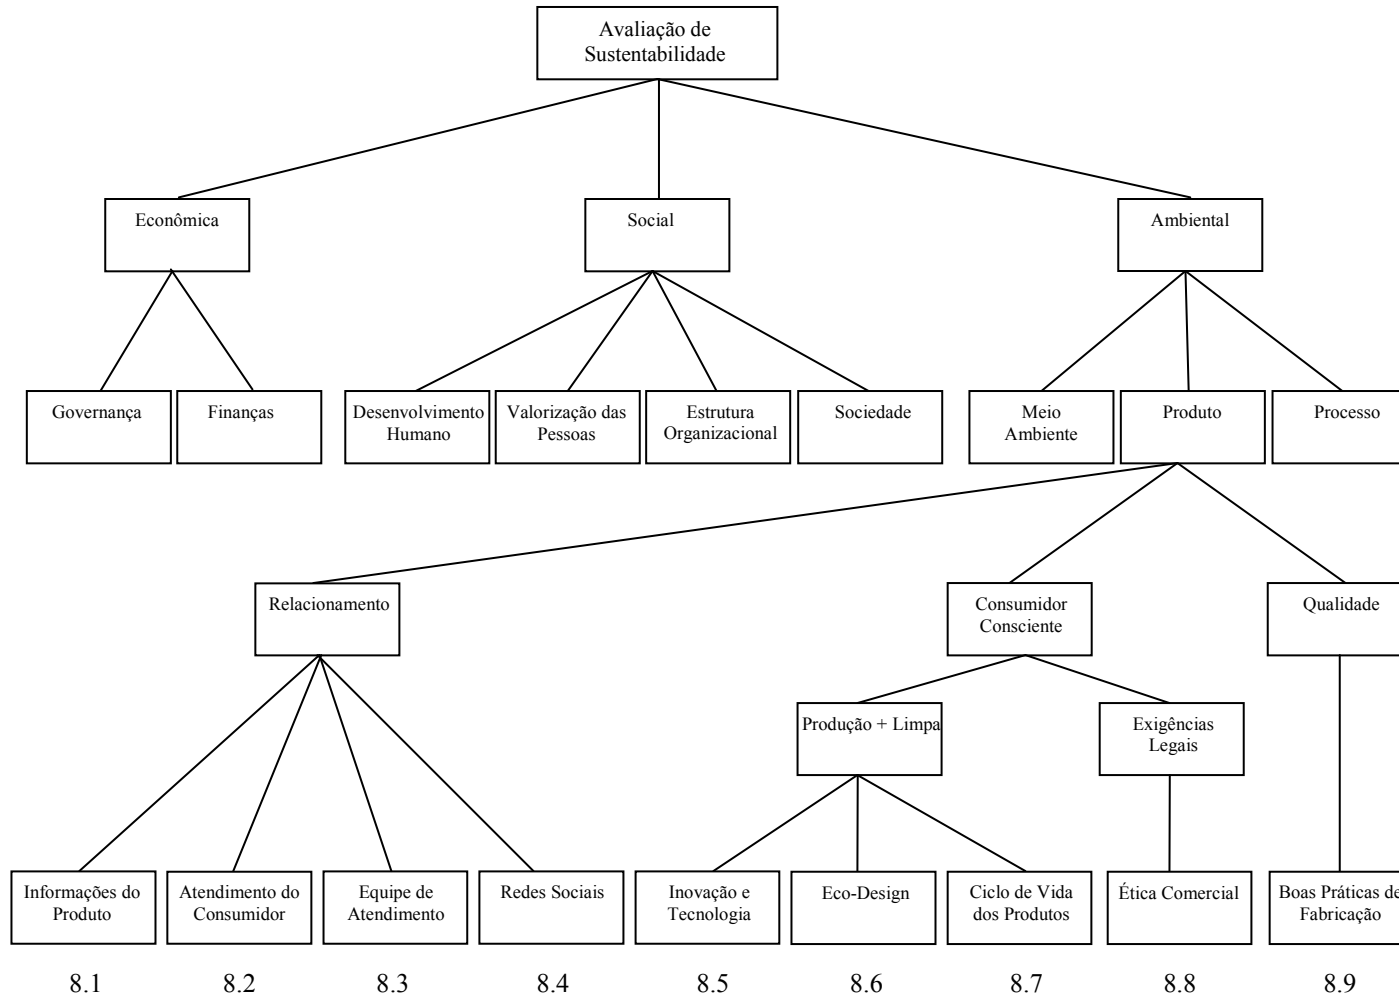 Avaliação de
Sustentabilidade
Econômica
Social
Ambiental
Governança
Finanças
Desenvolvimento
Humano
Valorização das
Pessoas
Estrutura
Organizacional
Sociedade
Meio
Ambiente
Produto
Processo
Relacionamento
Consumidor
Consciente
Qualidade
Produção + Limpa
Exigências
Legais
Informações do
Produto
Atendimento do
Consumidor
Equipe de
Atendimento
Redes Sociais
Inovação e
Tecnologia
Eco-Design
Ciclo de Vida
dos Produtos
Ética Comercial
Boas Práticas de
Fabricação
8.1 8.2 8.3 8.4 8.5 8.6 8.7 8.8 8.9